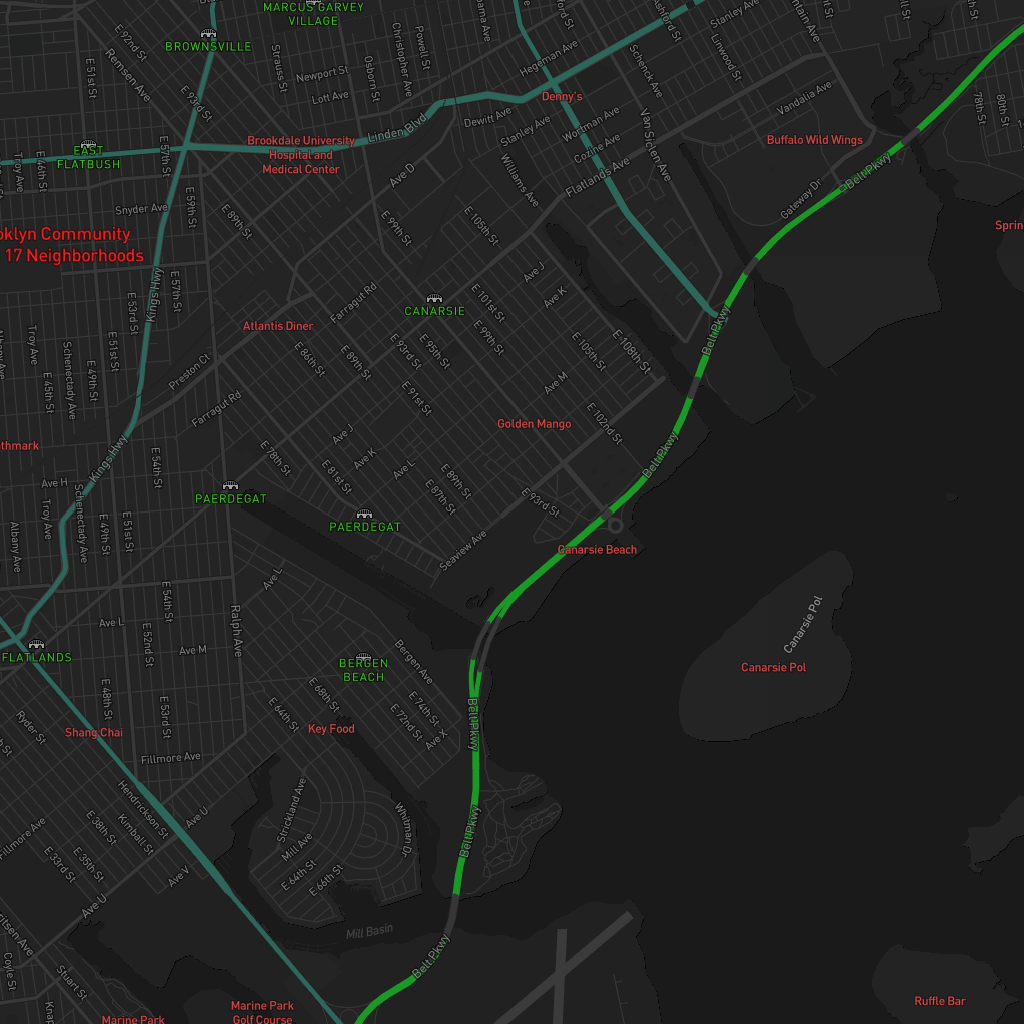 MARCUS GARVEY
VILLAGE
BROWNSVILLE
E 92nd St
Remsen Ave
E 51st St
E 93rd St
Strauss St
Newport St
Lott Ave
Osborn St
Christopher Ave
Powell St
Hegeman Ave
Ashford St
Stanley Ave
Linwood St
Schenck Ave
Denny's
Vandalia Ave
78th St
80th St
Linden Blvd
Dewitt Ave
Stanley Ave
Wortman Ave
Cozine Ave
Van Siclen Ave
Buffalo Wild Wings
EAST
FLATBUSH
Troy Ave
E 46th St
E 57th St
Brookdale University
Hospital and
Medical Center
Ave D
Williams Ave
Flatlands Ave
Gateway Dr
Belt Pkwy
Snyder Ave
E 59th St
E 89th St
E 99th St
E 105th St
17 Neighborhoods
Kings Hwy
E 57th St
E 53rd St
Ave J
Ave K
Farragut Rd
CANARSIE
E 101st St
E 99th St
Atlantis Diner
Belt Pkwy
Troy Ave
Schenectady Ave
E 51st St
E 49th St
E 45th St
Preston Ct
E 86th St
E 89th St
E 93rd St
E 95th St
E 105th St
E 108th St
Ave M
E 91st St
Farragut Rd
Golden Mango
E 102nd St
Kings Hwy
Ave J
Ave K
Ave L
E 78th St
E 81st St
E 54th St
Belt Pkwy
Ave H
PAERDEGAT
E 89th St
E 87th St
E 93rd St
Troy Ave
Schenectady Ave
E 49th St
E 51st St
Albany Ave
PAERDEGAT
Seaview Ave
Canarsie Beach
Ave L
E 54th St
Ralph Ave
Ave L
E 52nd St
Ave M
Canarsie Pol
Canarsie Pol
FLATLANDS
BERGEN
BEACH
Bergen Ave
E 68th St
E 64th St
E 74th St
E 72nd St
Ave X
E 48th St
E 53rd St
Ryder St
Shang Chai
Key Food
Belt Pkwy
Fillmore Ave
Hendrickson St
Kimball St
Ave U
Strickland Ave
Mill Ave
Whitman Dr
Belt Pkwy
Fillmore Ave
E 38th St
E 35th St
E 33rd St
Ave V
E 64th St
E 66th St
Ave U
Mill Basin
Belt Pkwy
Coyle St
Stuart St
Marine Park
Marine Park
Golf Course
Ruffle Bar